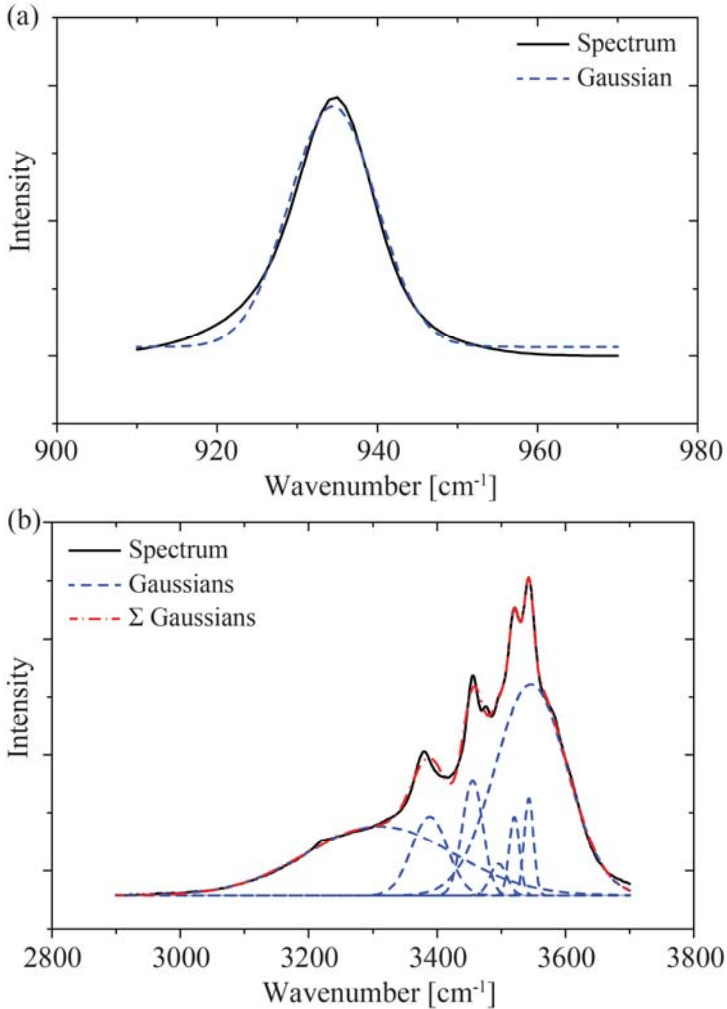 (a)
Spectrum
Gaussian
Intensity
900 920 940 960 980
Wavenumber [cm⁻¹]
(b)
Spectrum
Gaussians
Σ Gaussians
Intensity
2800 3000 3200 3400 3600 3800
Wavenumber [cm⁻¹]